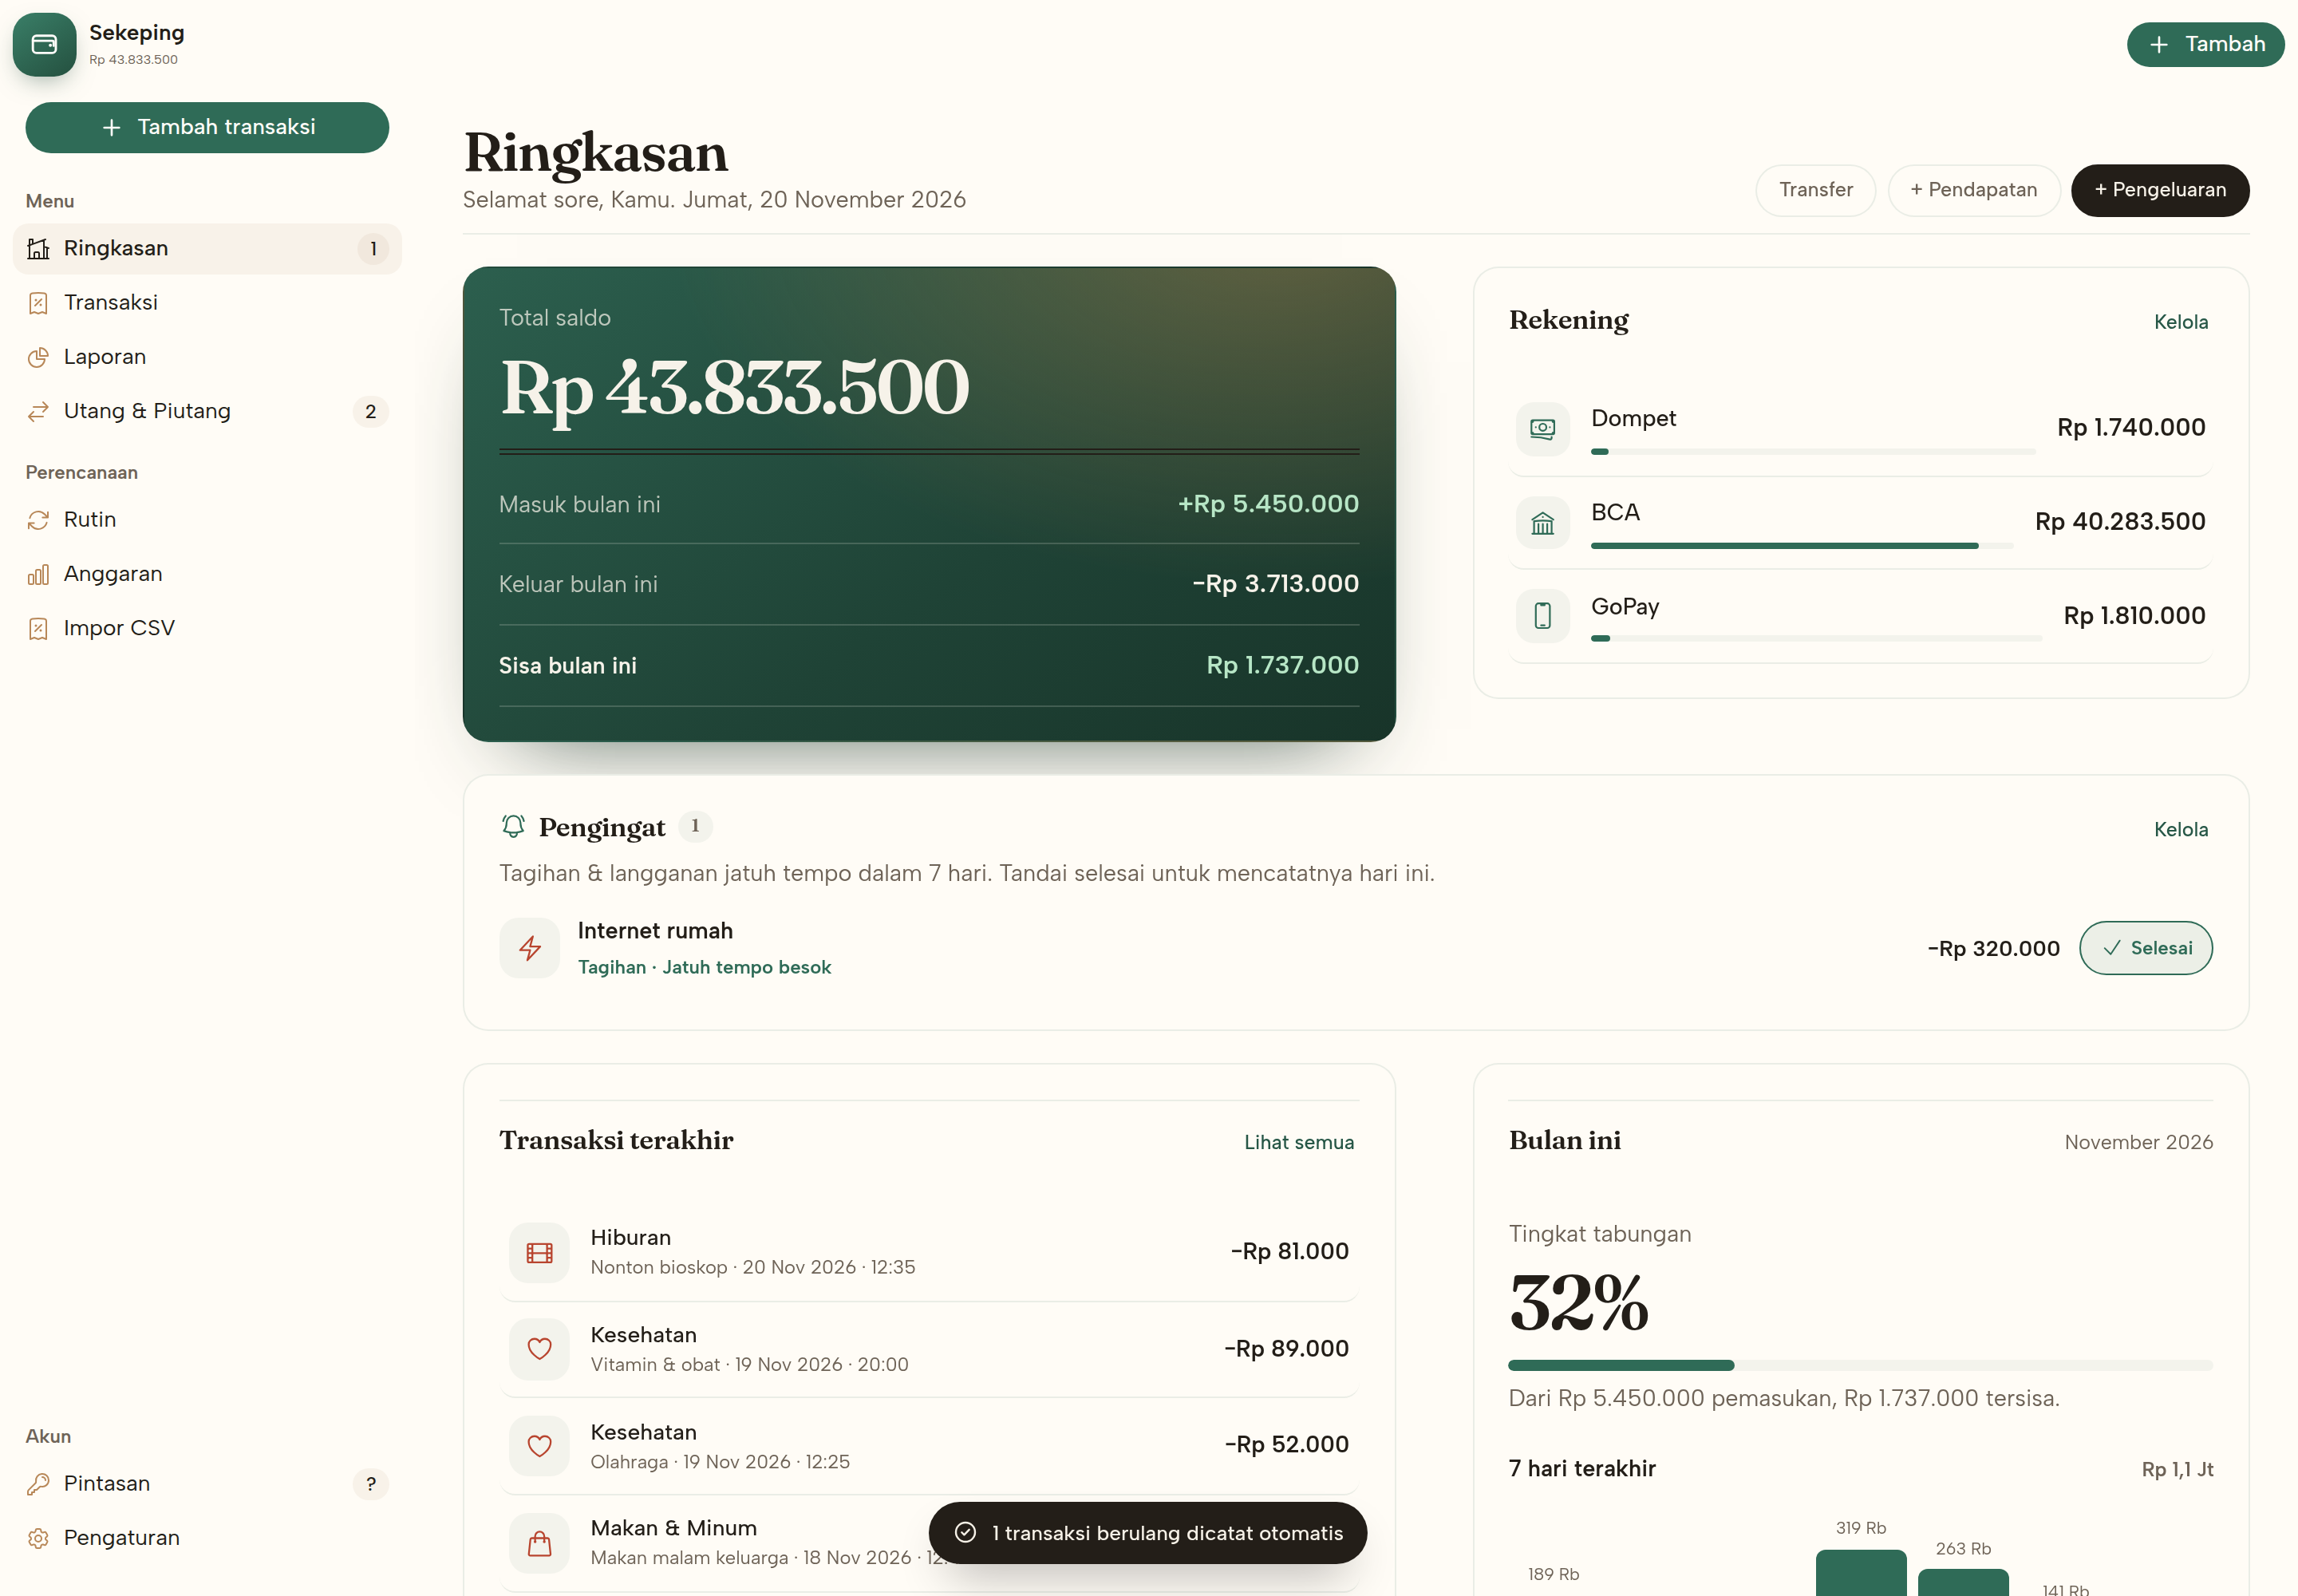 Sekeping
Rp 43.833.500
+ Tambah
+ Tambah transaksi
Menu
Ringkasan 1
Transaksi
Laporan
Utang & Piutang 2
Perencanaan
Rutin
Anggaran
Impor CSV
Akun
Pintasan ?
Pengaturan
Ringkasan
Selamat sore, Kamu. Jumat, 20 November 2026
Transfer
+ Pendapatan
+ Pengeluaran
Total saldo
Rp 43.833.500
Masuk bulan ini +Rp 5.450.000
Keluar bulan ini −Rp 3.713.000
Sisa bulan ini Rp 1.737.000
Rekening Kelola
Dompet Rp 1.740.000
BCA Rp 40.283.500
GoPay Rp 1.810.000
Pengingat 1 Kelola
Tagihan & langganan jatuh tempo dalam 7 hari. Tandai selesai untuk mencatatnya hari ini.
Internet rumah
Tagihan · Jatuh tempo besok
−Rp 320.000 Selesai
Transaksi terakhir Lihat semua
Hiburan
Nonton bioskop · 20 Nov 2026 · 12:35
−Rp 81.000
Kesehatan
Vitamin & obat · 19 Nov 2026 · 20:00
−Rp 89.000
Kesehatan
Olahraga · 19 Nov 2026 · 12:25
−Rp 52.000
Makan & Minum
Makan malam keluarga · 18 Nov 2026 ·
1 transaksi berulang dicatat otomatis
Bulan ini November 2026
Tingkat tabungan
32%
Dari Rp 5.450.000 pemasukan, Rp 1.737.000 tersisa.
7 hari terakhir Rp 1,1 Jt
319 Rb
263 Rb
189 Rb
141 Rb